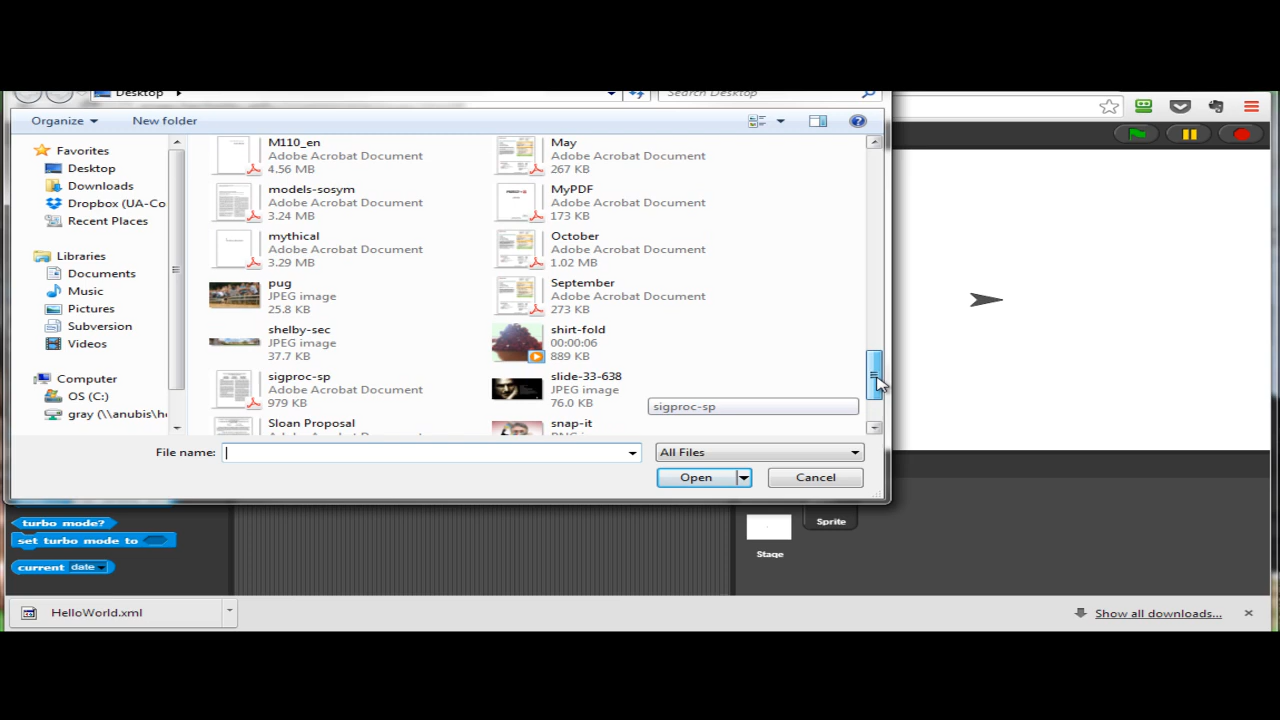 Desktop
Search Desktop
Organize
New folder
Favorites
Desktop
Downloads
Dropbox (UA-Co
Recent Places
Libraries
Documents
Music
Pictures
Subversion
Videos
Computer
OS (C:)
gray (\\anubis\h
M110_en
Adobe Acrobat Document
4.56 MB
May
Adobe Acrobat Document
267 KB
models-sosym
Adobe Acrobat Document
3.24 MB
MyPDF
Adobe Acrobat Document
173 KB
mythical
Adobe Acrobat Document
3.29 MB
October
Adobe Acrobat Document
1.02 MB
pug
JPEG image
25.8 KB
September
Adobe Acrobat Document
273 KB
shelby-sec
JPEG image
37.7 KB
shirt-fold
00:00:06
889 KB
sigproc-sp
Adobe Acrobat Document
979 KB
slide-33-638
JPEG image
76.0 KB
sigproc-sp
Sloan Proposal
Adobe Acrobat Document
snap-it
PNG image
File name:
All Files
Open
Cancel
turbo mode?
set turbo mode to
current date
Sprite
Stage
HelloWorld.xml
Show all downloads...